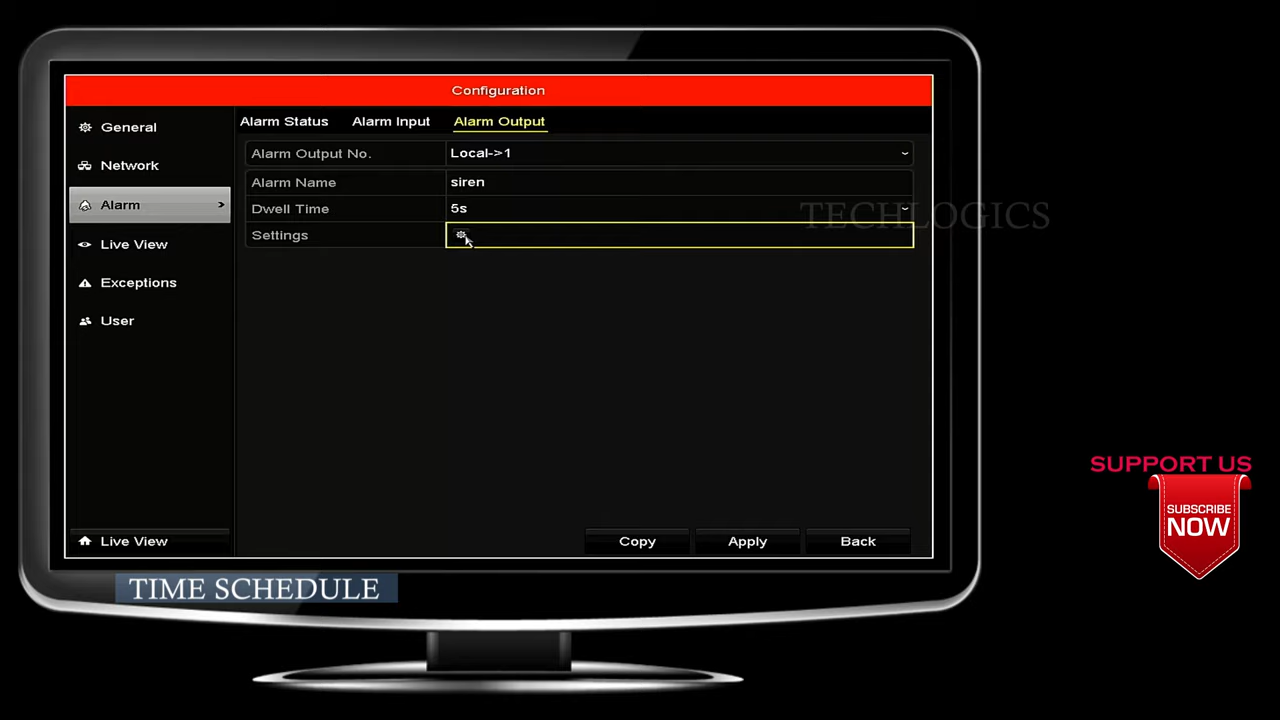 Configuration
General
Network
Alarm
Live View
Exceptions
User
Live View
Alarm Status Alarm Input Alarm Output
Alarm Output No. Local->1
Alarm Name siren
Dwell Time 5s
Settings
Copy Apply Back
TECHLOGICS
SUPPORT US
SUBSCRIBE
NOW
TIME SCHEDULE